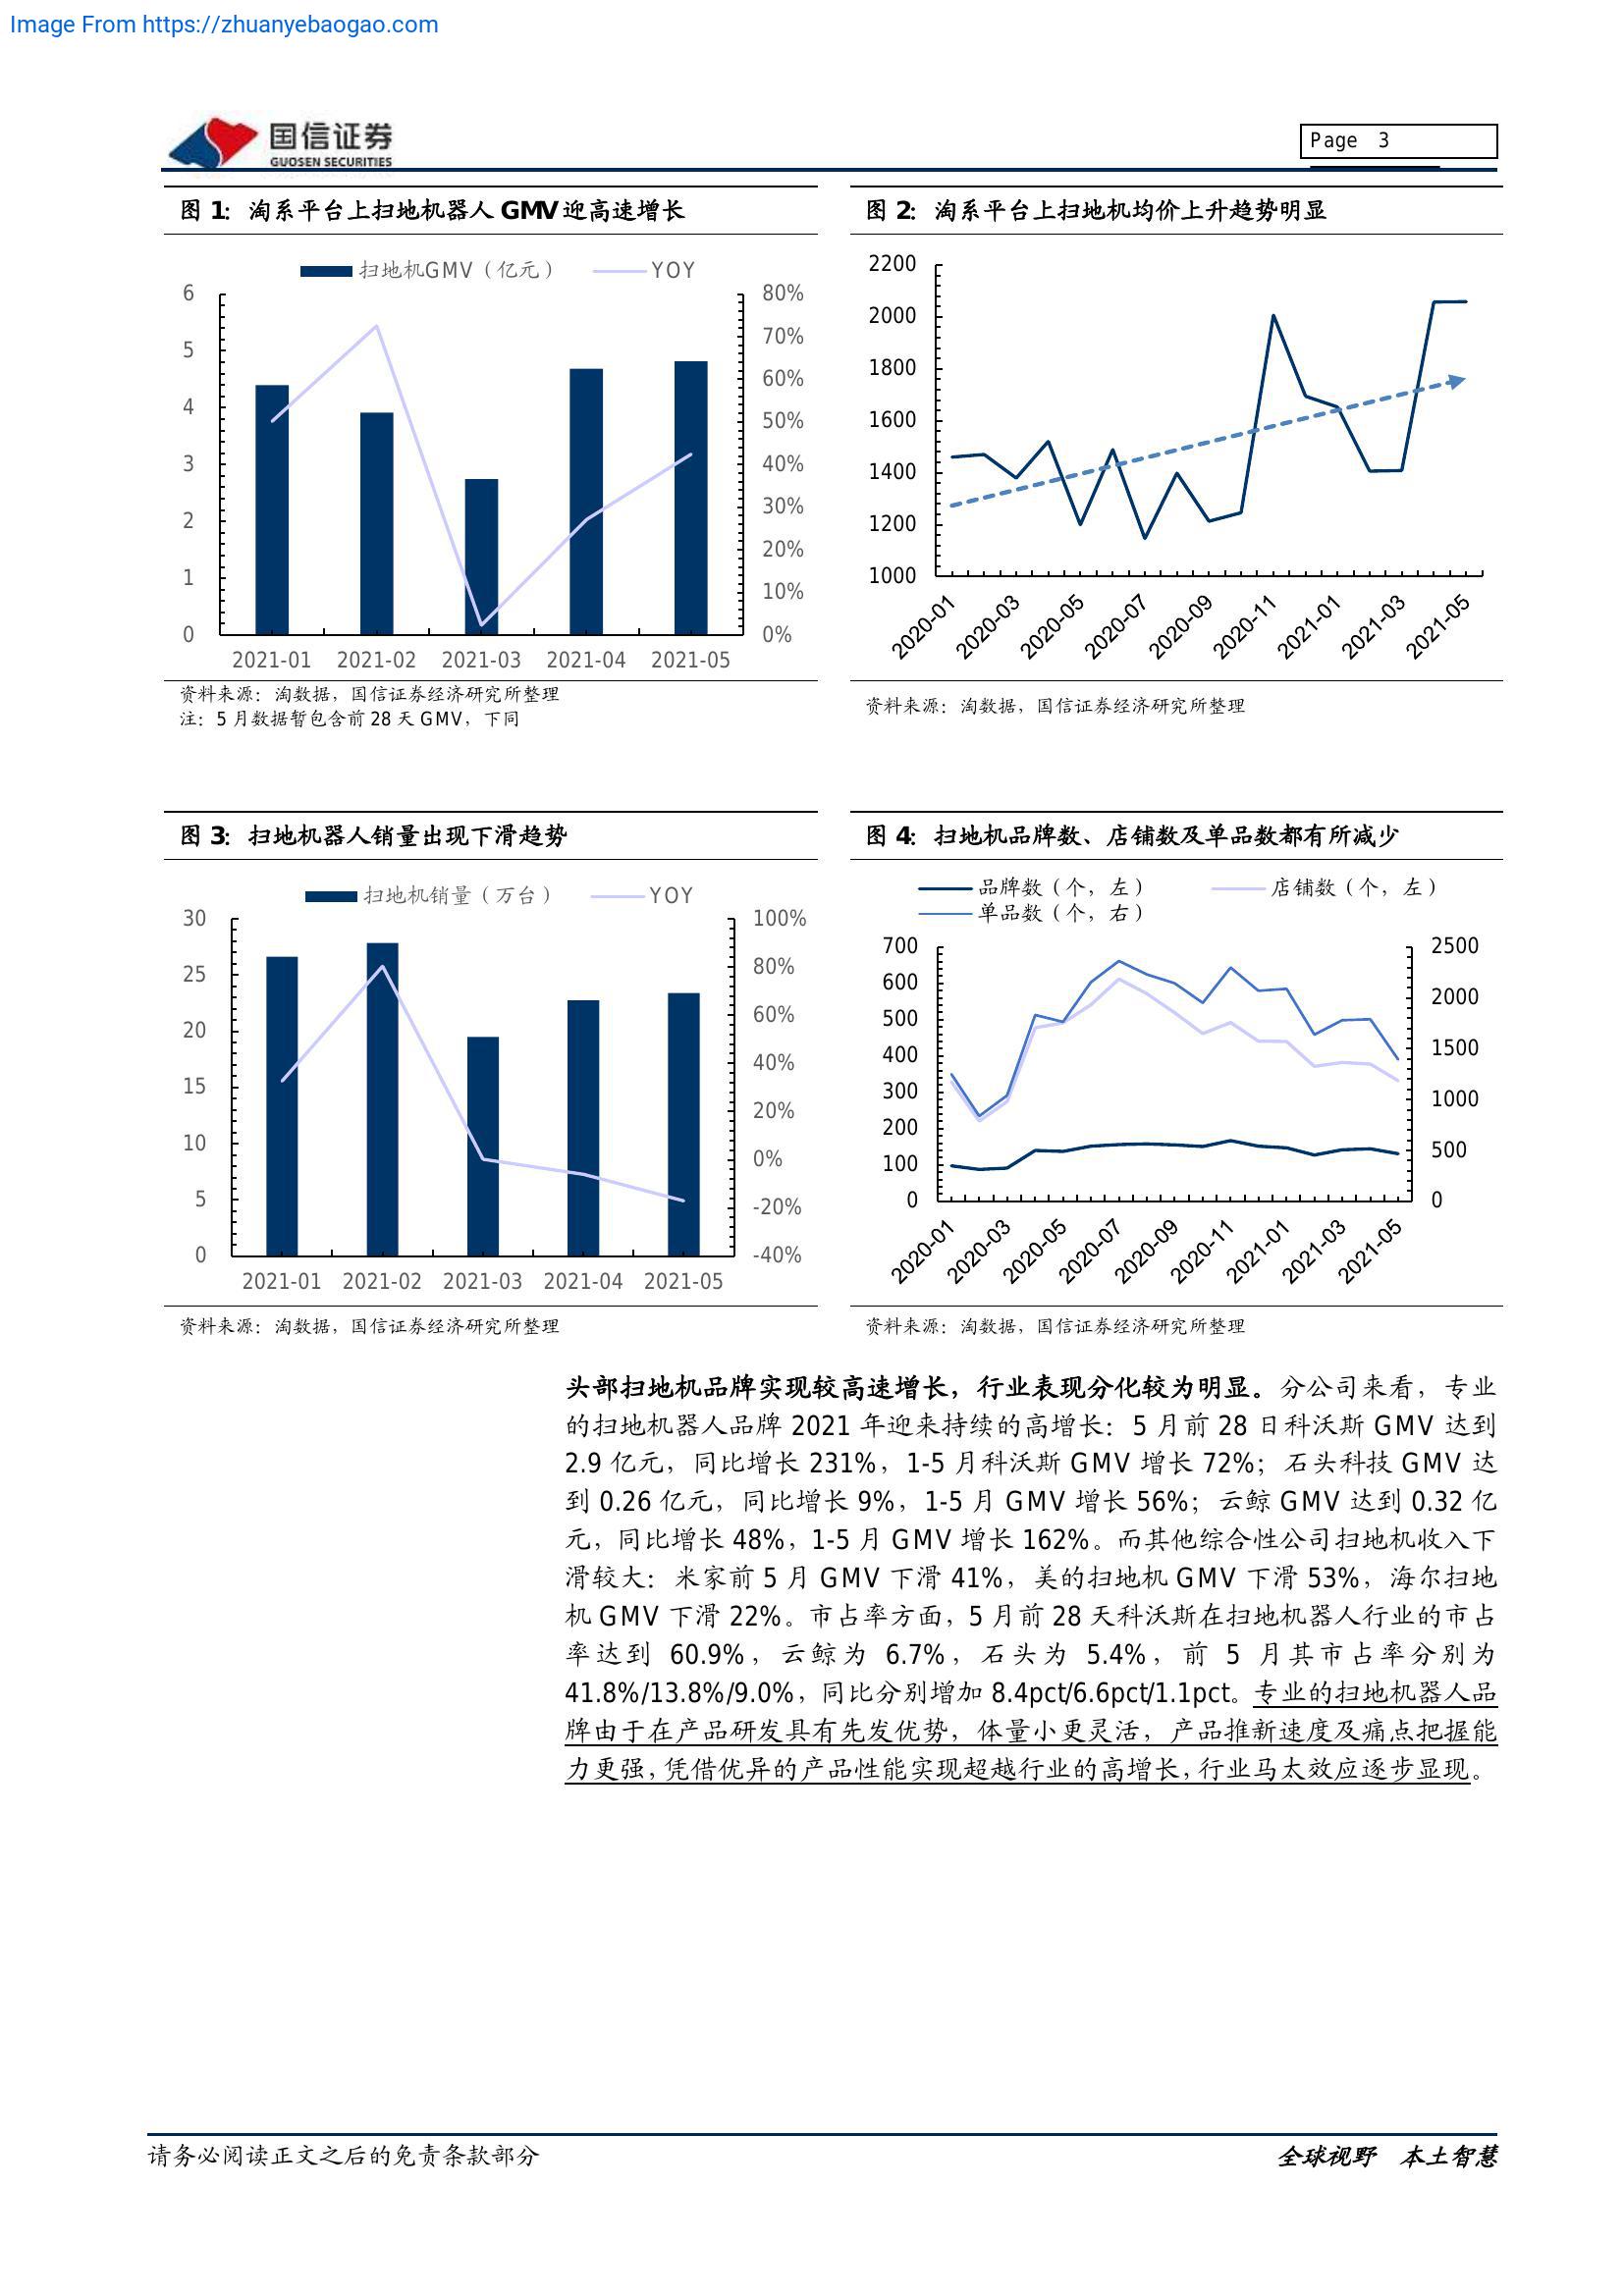 Image From https://zhuanyebaogao.com
国信证券
GUOSEN SECURITIES
Page 3
图 1：淘系平台上扫地机器人 GMV 迎高速增长
扫地机GMV（亿元） YOY
6
5
4
3
2
1
0
80%
70%
60%
50%
40%
30%
20%
10%
0%
2021-01 2021-02 2021-03 2021-04 2021-05
资料来源：淘数据，国信证券经济研究所整理
注：5 月数据暂包含前 28 天 GMV，下同
图 2：淘系平台上扫地机均价上升趋势明显
2200
2000
1800
1600
1400
1200
1000
2020-01 2020-03 2020-05 2020-07 2020-09 2020-11 2021-01 2021-03 2021-05
资料来源：淘数据，国信证券经济研究所整理
图 3：扫地机器人销量出现下滑趋势
扫地机销量（万台） YOY
30
25
20
15
10
5
0
100%
80%
60%
40%
20%
0%
-20%
-40%
2021-01 2021-02 2021-03 2021-04 2021-05
资料来源：淘数据，国信证券经济研究所整理
图 4：扫地机品牌数、店铺数及单品数都有所减少
品牌数（个，左） 店铺数（个，左）
单品数（个，右）
700
600
500
400
300
200
100
0
2500
2000
1500
1000
500
0
2020-01 2020-03 2020-05 2020-07 2020-09 2020-11 2021-01 2021-03 2021-05
资料来源：淘数据，国信证券经济研究所整理
头部扫地机品牌实现较高速增长，行业表现分化较为明显。分公司来看，专业
的扫地机器人品牌 2021 年迎来持续的高增长：5 月前 28 日科沃斯 GMV 达到
2.9 亿元，同比增长 231%，1-5 月科沃斯 GMV 增长 72%；石头科技 GMV 达
到 0.26 亿元，同比增长 9%，1-5 月 GMV 增长 56%；云鲸 GMV 达到 0.32 亿
元，同比增长 48%，1-5 月 GMV 增长 162%。而其他综合性公司扫地机收入下
滑较大：米家前 5 月 GMV 下滑 41%，美的扫地机 GMV 下滑 53%，海尔扫地
机 GMV 下滑 22%。市占率方面，5 月前 28 天科沃斯在扫地机器人行业的市占
率达到 60.9%，云鲸为 6.7%，石头为 5.4%，前 5 月其市占率分别为
41.8%/13.8%/9.0%，同比分别增加 8.4pct/6.6pct/1.1pct。专业的扫地机器人品
牌由于在产品研发具有先发优势，体量小更灵活，产品推新速度及痛点把握能
力更强，凭借优异的产品性能实现超越行业的高增长，行业马太效应逐步显现。
请务必阅读正文之后的免责条款部分
全球视野 本土智慧